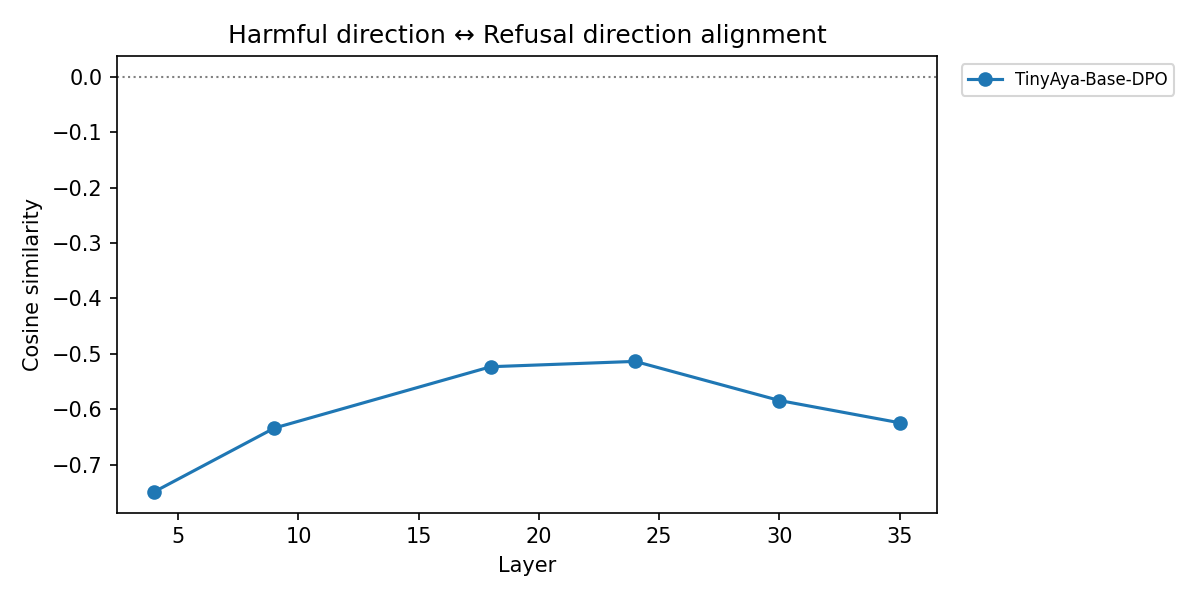 Harmful direction ↔ Refusal direction alignment
TinyAya-Base-DPO
Cosine similarity
0.0
−0.1
−0.2
−0.3
−0.4
−0.5
−0.6
−0.7
5 10 15 20 25 30 35
Layer